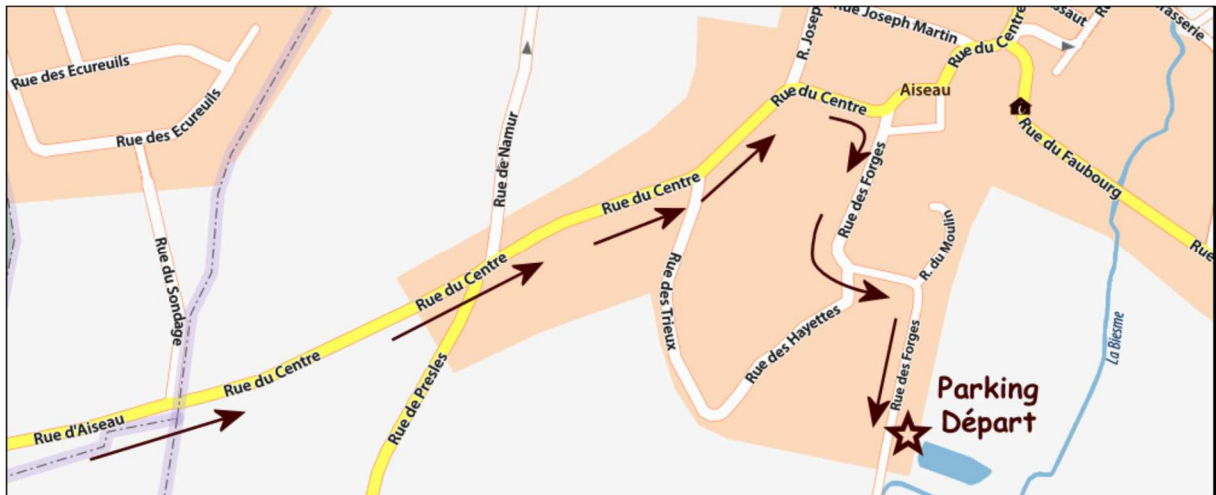 Rue des Ecureuils
Rue des Ecureuils
Rue du Sondage
Rue d'Aiseau
Rue du Centre
Rue du Centre
Rue du Centre
Rue du Centre
Rue du Centre
Rue de Namur
Rue de Presles
Rue des Trieux
Rue des Hayettes
R. Josep
Rue Joseph Martin
Aiseau
Rue des Forges
Rue des Forges
R. du Moulin
Rue du Faubourg
Rue
La Biesme
Parking
Départ